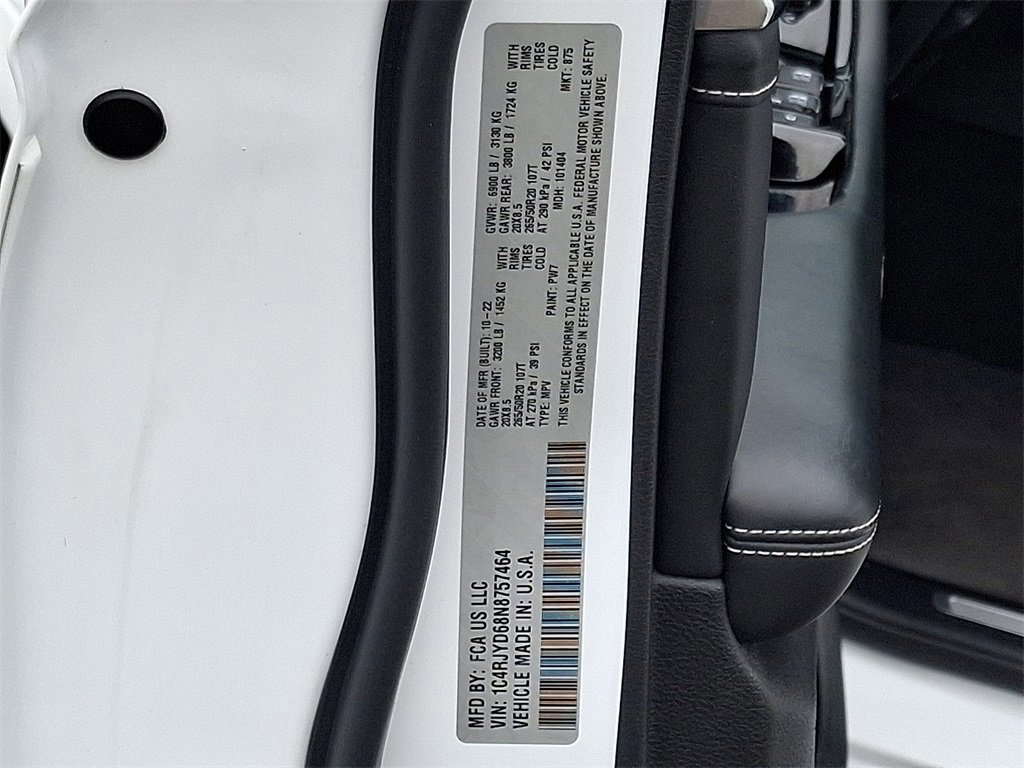 MFD BY: FCA US LLC
VIN: 1C4RJYD68N8757464
VEHICLE MADE IN: U.S.A.
DATE OF MFR (BUILT): 10-22
GAWR FRONT: 3200 LB / 1452 KG WITH
20X8.5 RIMS
265/50R20 107T TIRES
AT 270 kPa / 39 PSI COLD
TYPE: MPV PAINT: PW7
GVWR: 6900 LB / 3130 KG
GAWR REAR: 3800 LB / 1724 KG WITH
20X8.5 RIMS
265/50R20 107T TIRES
AT 290 kPa / 42 PSI COLD
MDH: 101404 MKT: 875
THIS VEHICLE CONFORMS TO ALL APPLICABLE U.S.A. FEDERAL MOTOR VEHICLE SAFETY
STANDARDS IN EFFECT ON THE DATE OF MANUFACTURE SHOWN ABOVE.